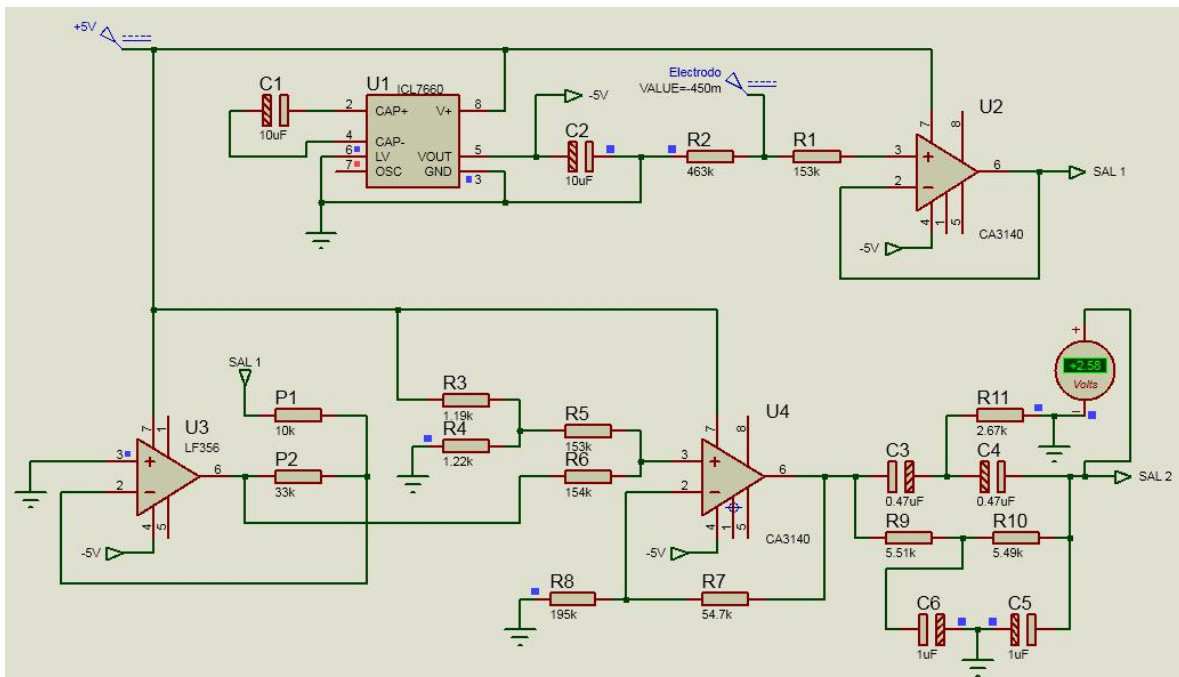 +5V
C1
10uF
U1
ICL7660
2
CAP+
V+
8
4
CAP-
6
LV
VOUT
5
7
OSC
GND
3
-5V
C2
10uF
Electrodo
VALUE=-450m
R2
463k
R1
153k
U2
7
8
3
+
2
−
6
4
1
5
CA3140
-5V
SAL 1
SAL 1
P1
10k
P2
33k
U3
LF356
7
1
3
+
2
−
6
4
5
-5V
R3
1.19k
R4
1.22k
R5
153k
R6
154k
U4
7
8
3
+
2
−
6
4
1
5
CA3140
-5V
R8
195k
R7
54.7k
C3
0.47uF
C4
0.47uF
R11
2.67k
+
+2.58
Volts
−
SAL 2
R9
5.51k
R10
5.49k
C6
1uF
C5
1uF